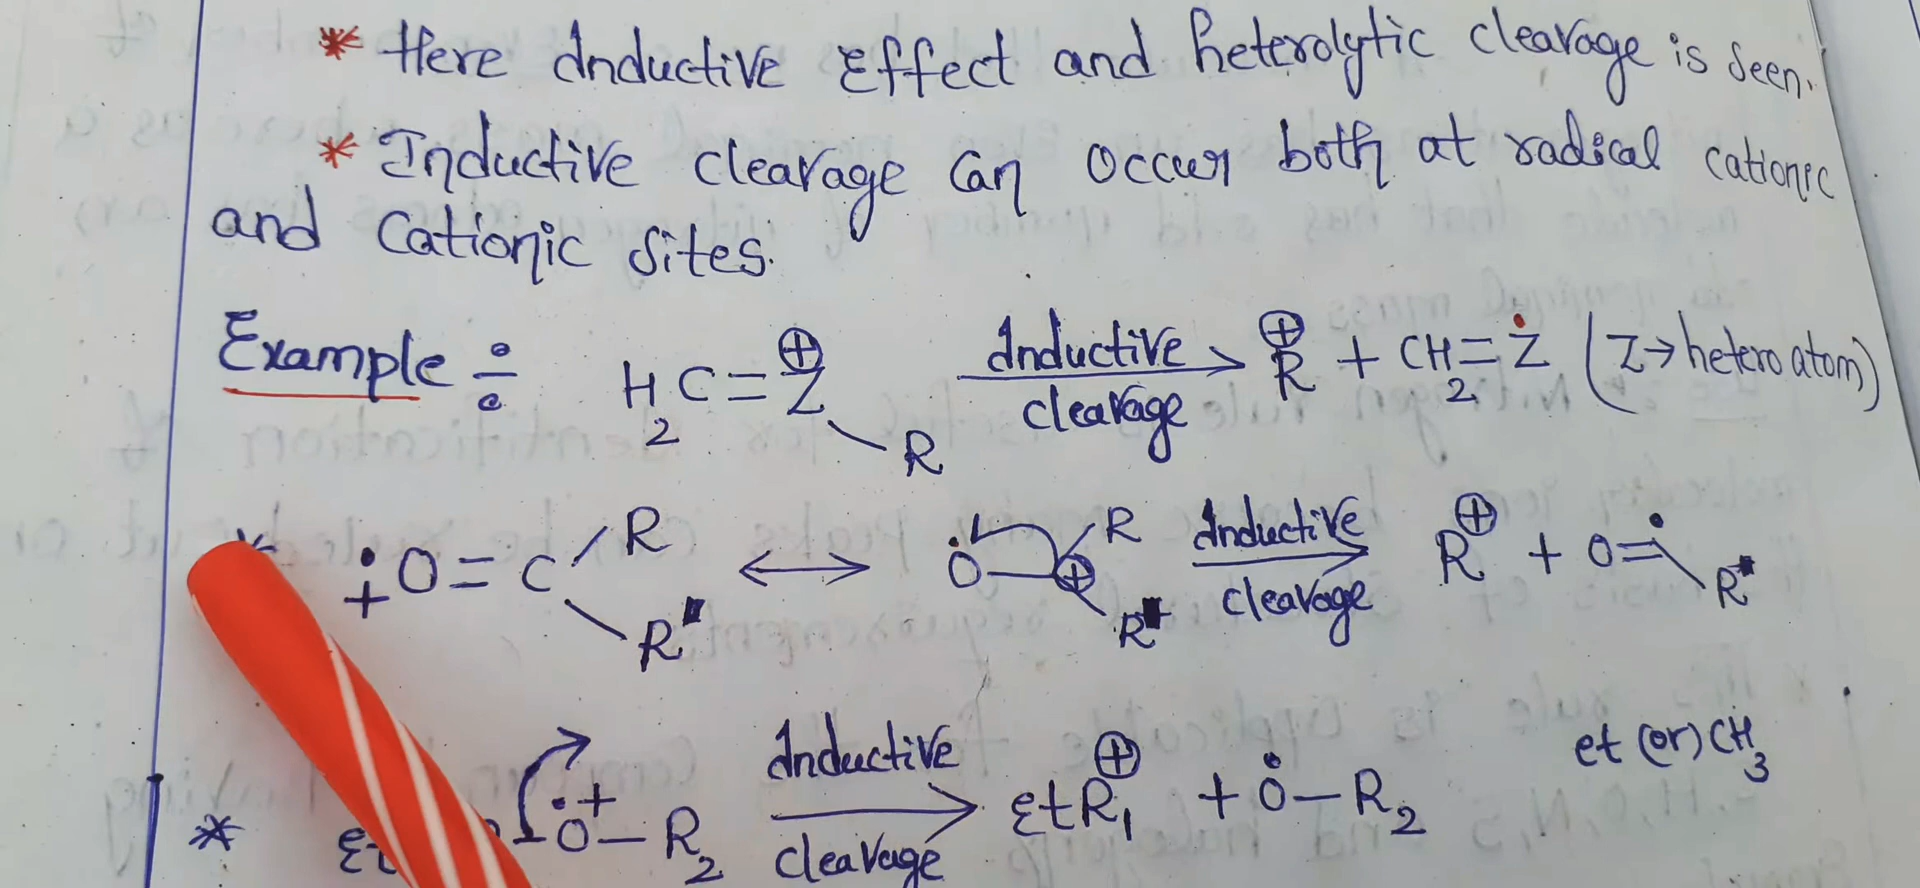 * Here Inductive Effect and heterolytic cleavage is seen.
* Inductive cleavage can occur both at radical cationic
and Cationic sites.
Example ÷ H₂C=Z⊕–R Inductive cleavage → R⊕ + CH₂=Ż (Z→hetero atom)
* •+O=C–R R" ↔ Ȯ–⊕–R R" Inductive cleavage → R⊕ + O=• R"
et (or) CH₃
* Et –O•+–R₂ Inductive cleavage → EtR₁⊕ + Ȯ–R₂